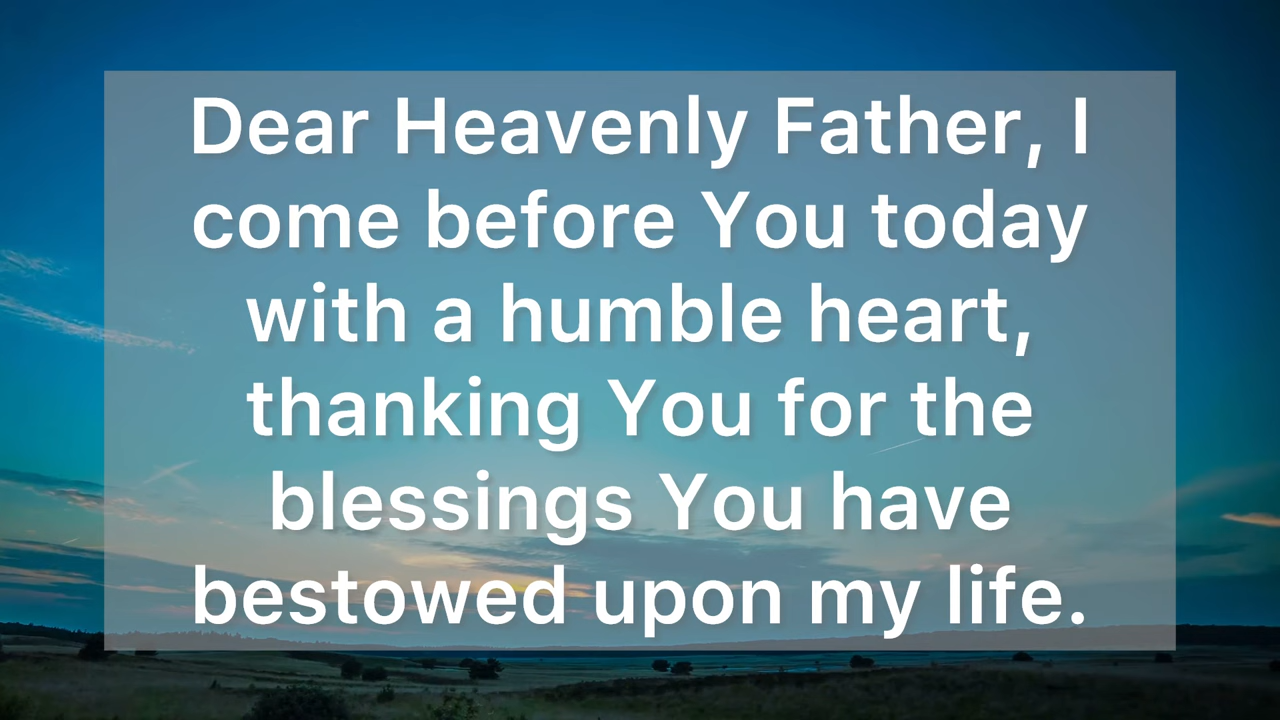 Dear Heavenly Father, I
come before You today
with a humble heart,
thanking You for the
blessings You have
bestowed upon my life.